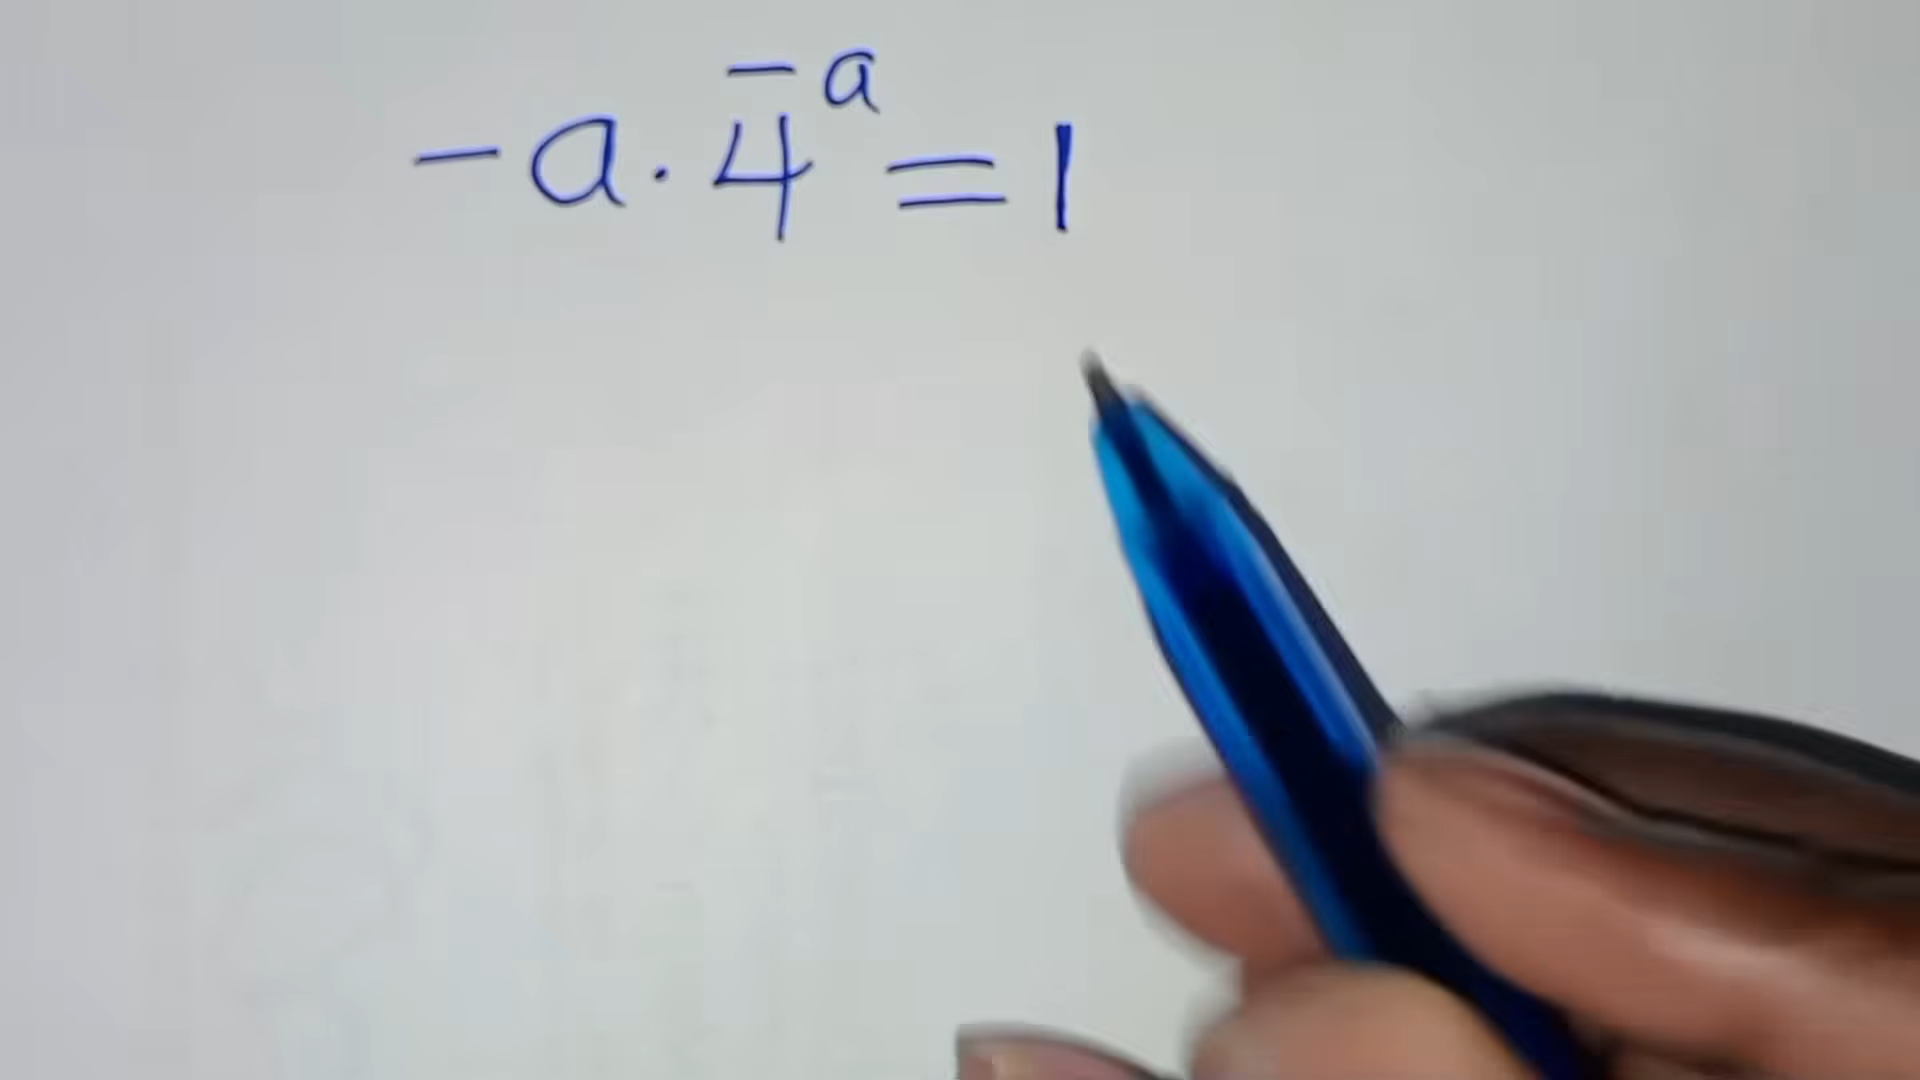 -a · 4^{-a} = 1